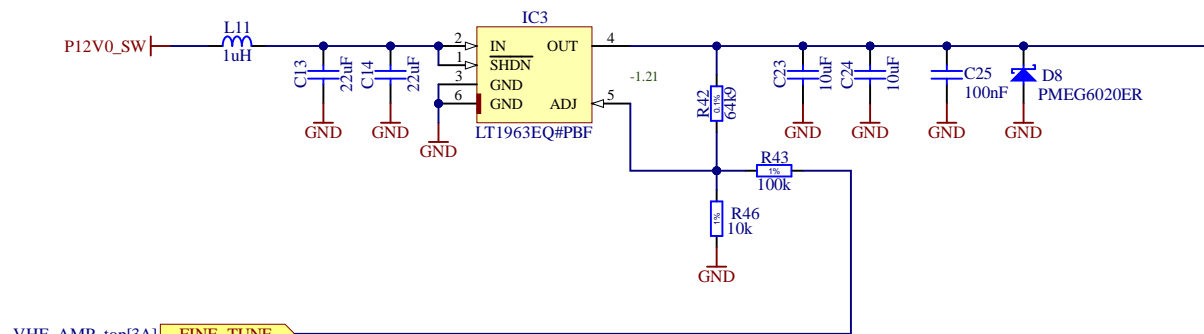 IC3
L11
P12V0_SW
1uH
2
IN
OUT
4
1
SHDN
3
GND
6
GND
ADJ
5
LT1963EQ#PBF
-1.21
C13
22uF
C14
22uF
GND
GND
GND
R42
0.1%
64k9
C23
10uF
C24
10uF
C25
100nF
D8
PMEG6020ER
GND
GND
GND
GND
R43
1%
100k
R46
1%
10k
GND
VHF_AMP_top[3A]
FINE_TUNE